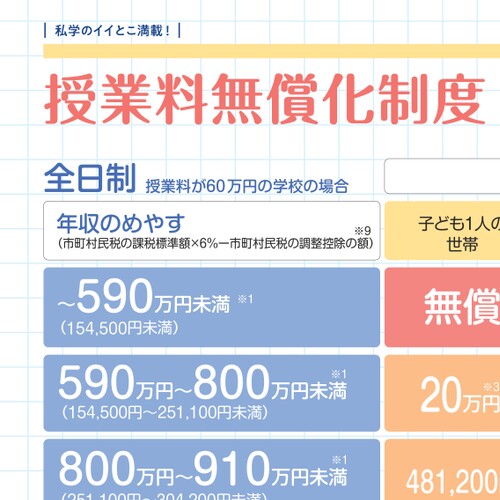 私学のイイとこ満載！
授業料無償化制度
全日制 授業料が60万円の学校の場合
年収のめやす
※9
（市町村民税の課税標準額×6%ー市町村民税の調整控除の額）
子ども1人の
世帯
～590万円未満 ※1
（154,500円未満）
無償
590万円～800万円未満 ※1
（154,500円～251,100円未満）
20万円 ※3
800万円～910万円未満 ※1
（251,100円～304,200円未満）
481,200